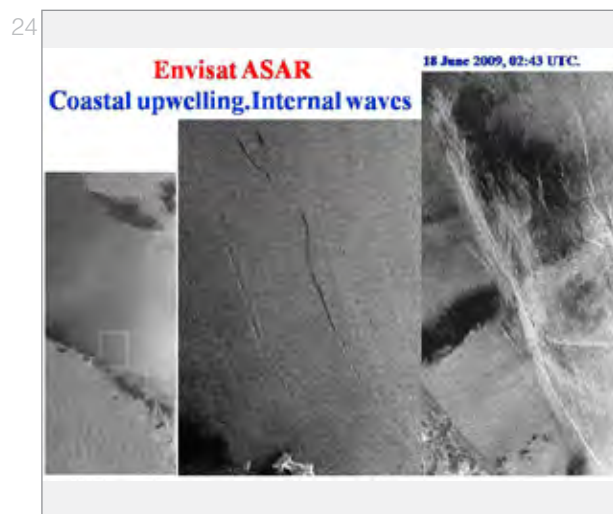 24
Envisat ASAR
18 June 2009, 02:43 UTC.
Coastal upwelling.Internal waves